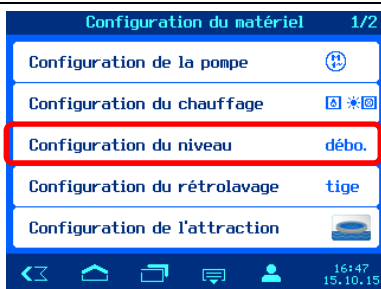 Configuration du matériel 1/2
Configuration de la pompe
Configuration du chauffage
Configuration du niveau débo.
Configuration du rétrolavage tige
Configuration de l'attraction
16:47
15.10.15